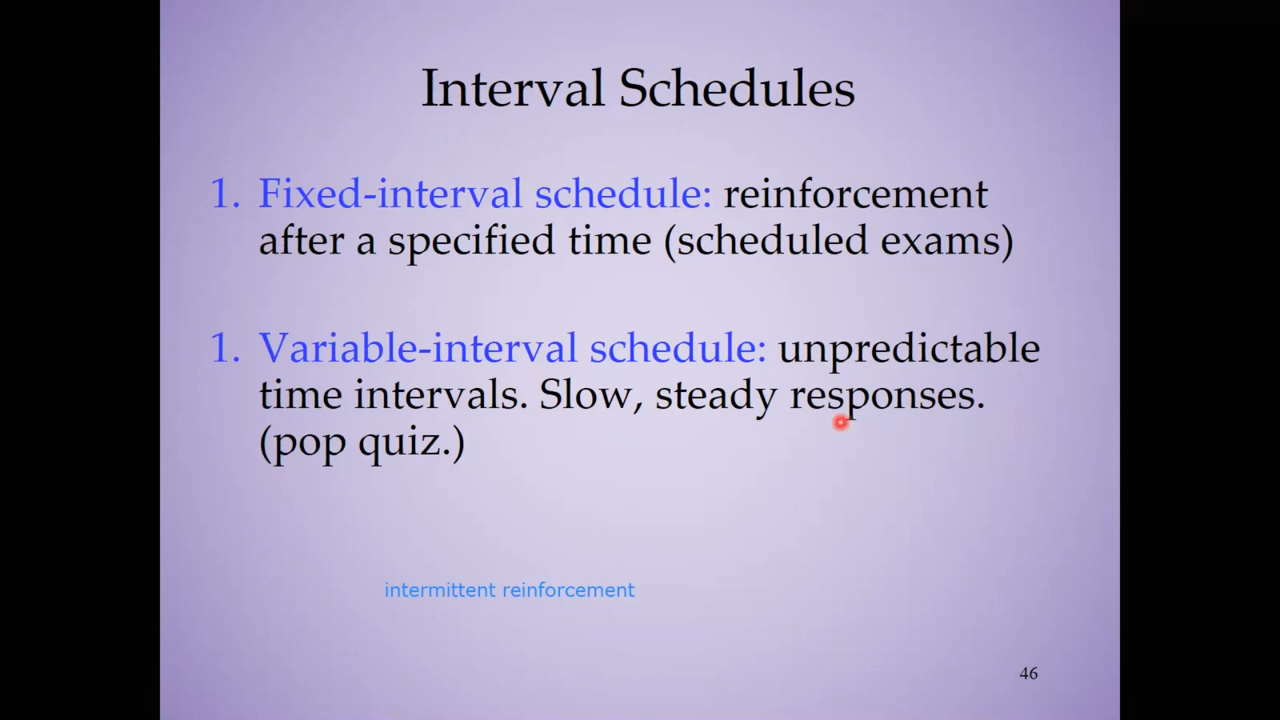 Interval Schedules
1. Fixed-interval schedule: reinforcement
after a specified time (scheduled exams)
1. Variable-interval schedule: unpredictable
time intervals. Slow, steady responses.
(pop quiz.)
intermittent reinforcement
46